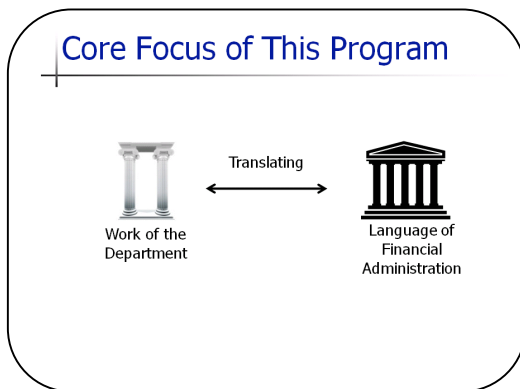 Core Focus of This Program
Translating
Work of the
Department
Language of
Financial
Administration